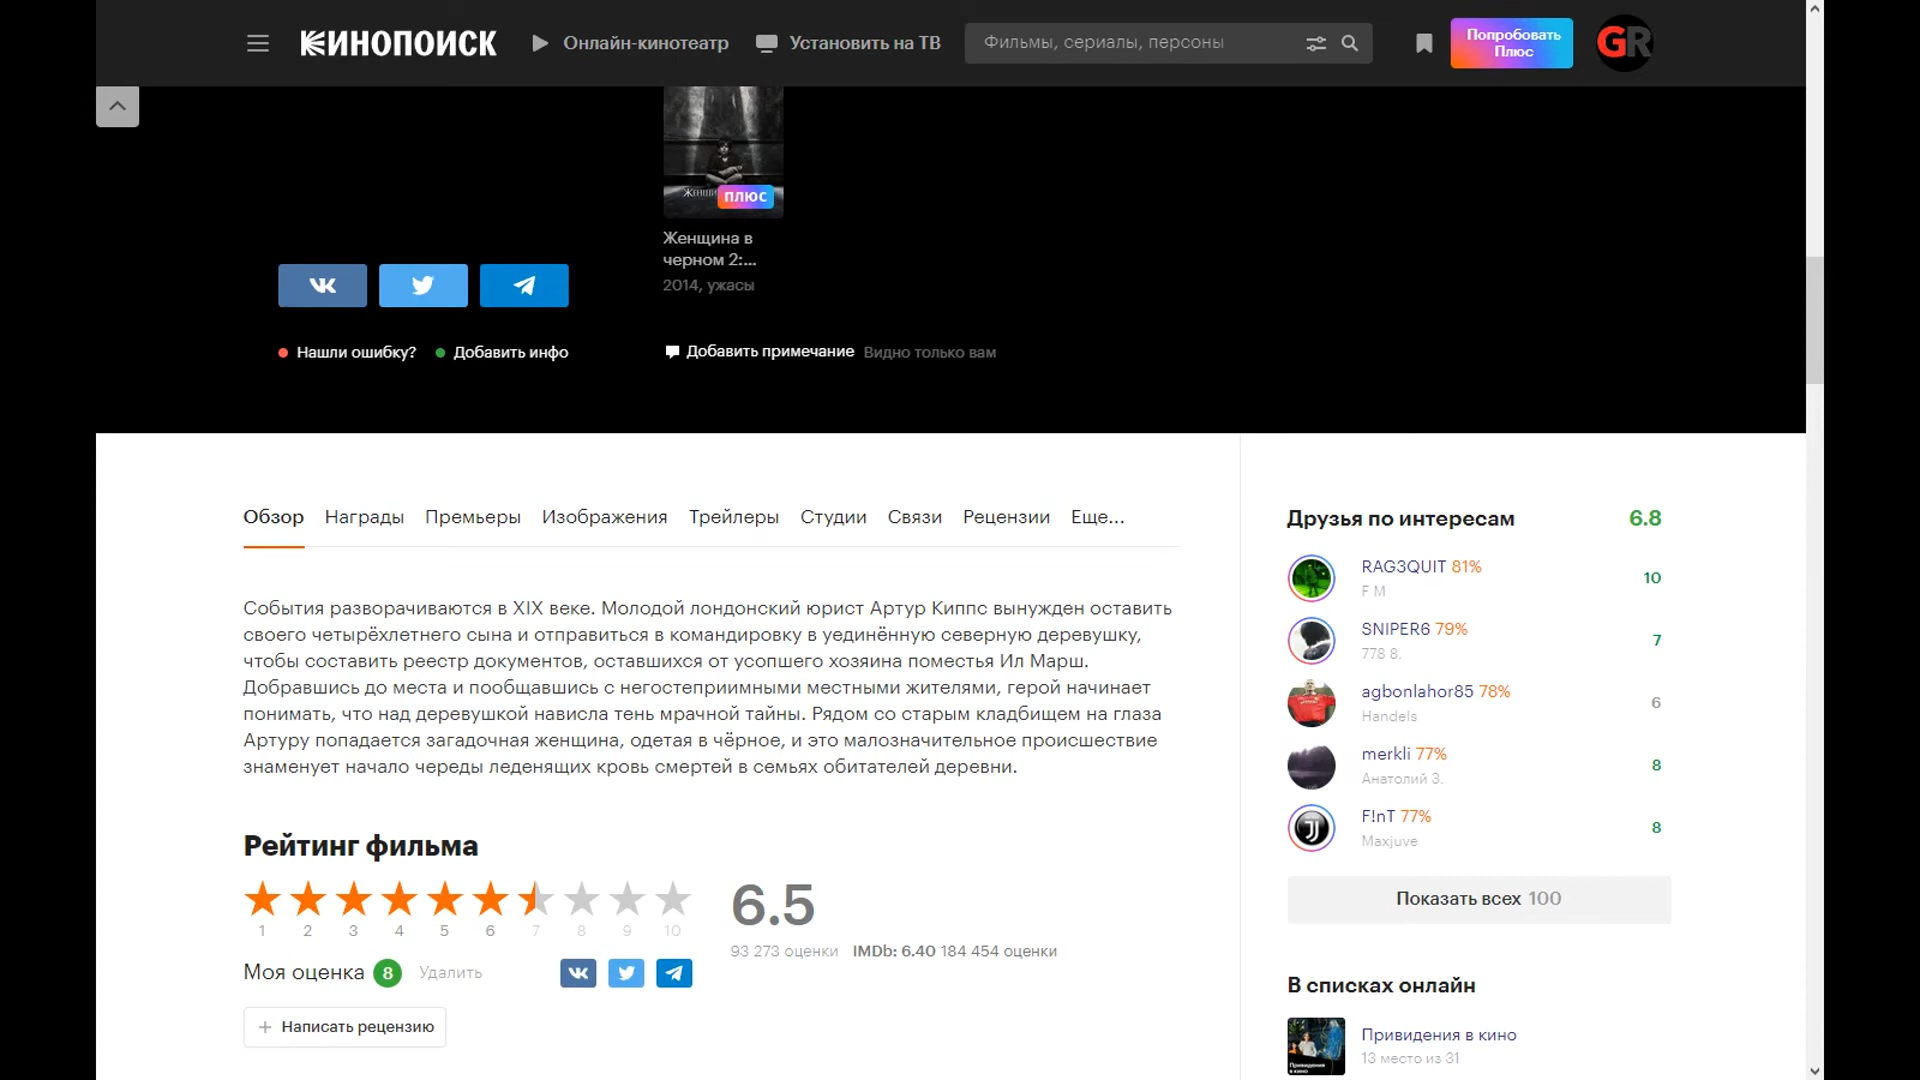 КИНОПОИСК
Онлайн-кинотеатр
Установить на ТВ
Фильмы, сериалы, персоны
Попробовать
Плюс
GR
ПЛЮС
Женщина в
черном 2:...
2014, ужасы
Нашли ошибку?
Добавить инфо
Добавить примечание Видно только вам
Обзор Награды Премьеры Изображения Трейлеры Студии Связи Рецензии Еще...
События разворачиваются в XIX веке. Молодой лондонский юрист Артур Киппс вынужден оставить
своего четырёхлетнего сына и отправиться в командировку в уединённую северную деревушку,
чтобы составить реестр документов, оставшихся от усопшего хозяина поместья Ил Марш.
Добравшись до места и пообщавшись с негостеприимными местными жителями, герой начинает
понимать, что над деревушкой нависла тень мрачной тайны. Рядом со старым кладбищем на глаза
Артуру попадается загадочная женщина, одетая в чёрное, и это малозначительное происшествие
знаменует начало череды леденящих кровь смертей в семьях обитателей деревни.
Рейтинг фильма
1 2 3 4 5 6 7 8 9 10
6.5
93 273 оценки IMDb: 6.40 184 454 оценки
Моя оценка 8 Удалить
+ Написать рецензию
Друзья по интересам 6.8
RAG3QUIT 81% 10
F M
SNIPER6 79% 7
778 8.
agbonlahor85 78% 6
Handels
merkli 77% 8
Анатолий З.
F!nT 77% 8
Maxjuve
Показать всех 100
В списках онлайн
Привидения в кино
13 место из 31
Привидения
в кино